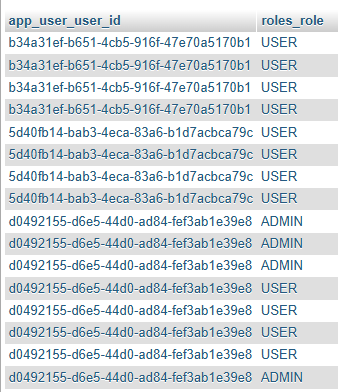 app_user_user_id roles_role
b34a31ef-b651-4cb5-916f-47e70a5170b1 USER
b34a31ef-b651-4cb5-916f-47e70a5170b1 USER
b34a31ef-b651-4cb5-916f-47e70a5170b1 USER
b34a31ef-b651-4cb5-916f-47e70a5170b1 USER
5d40fb14-bab3-4eca-83a6-b1d7acbca79c USER
5d40fb14-bab3-4eca-83a6-b1d7acbca79c USER
5d40fb14-bab3-4eca-83a6-b1d7acbca79c USER
5d40fb14-bab3-4eca-83a6-b1d7acbca79c USER
d0492155-d6e5-44d0-ad84-fef3ab1e39e8 ADMIN
d0492155-d6e5-44d0-ad84-fef3ab1e39e8 ADMIN
d0492155-d6e5-44d0-ad84-fef3ab1e39e8 ADMIN
d0492155-d6e5-44d0-ad84-fef3ab1e39e8 USER
d0492155-d6e5-44d0-ad84-fef3ab1e39e8 USER
d0492155-d6e5-44d0-ad84-fef3ab1e39e8 USER
d0492155-d6e5-44d0-ad84-fef3ab1e39e8 USER
d0492155-d6e5-44d0-ad84-fef3ab1e39e8 ADMIN